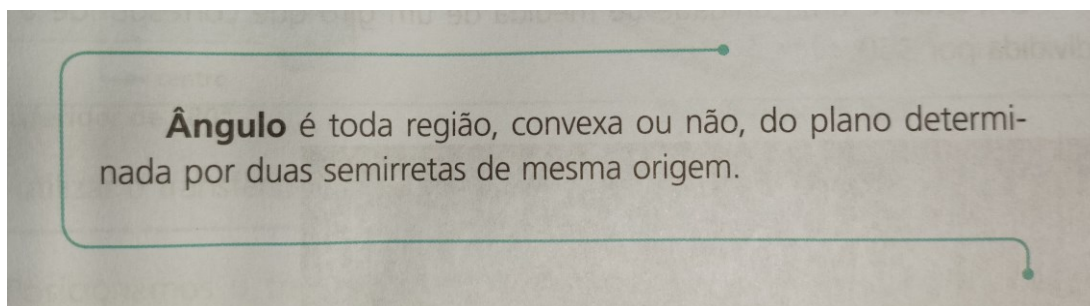 Ângulo é toda região, convexa ou não, do plano determi-
nada por duas semirretas de mesma origem.